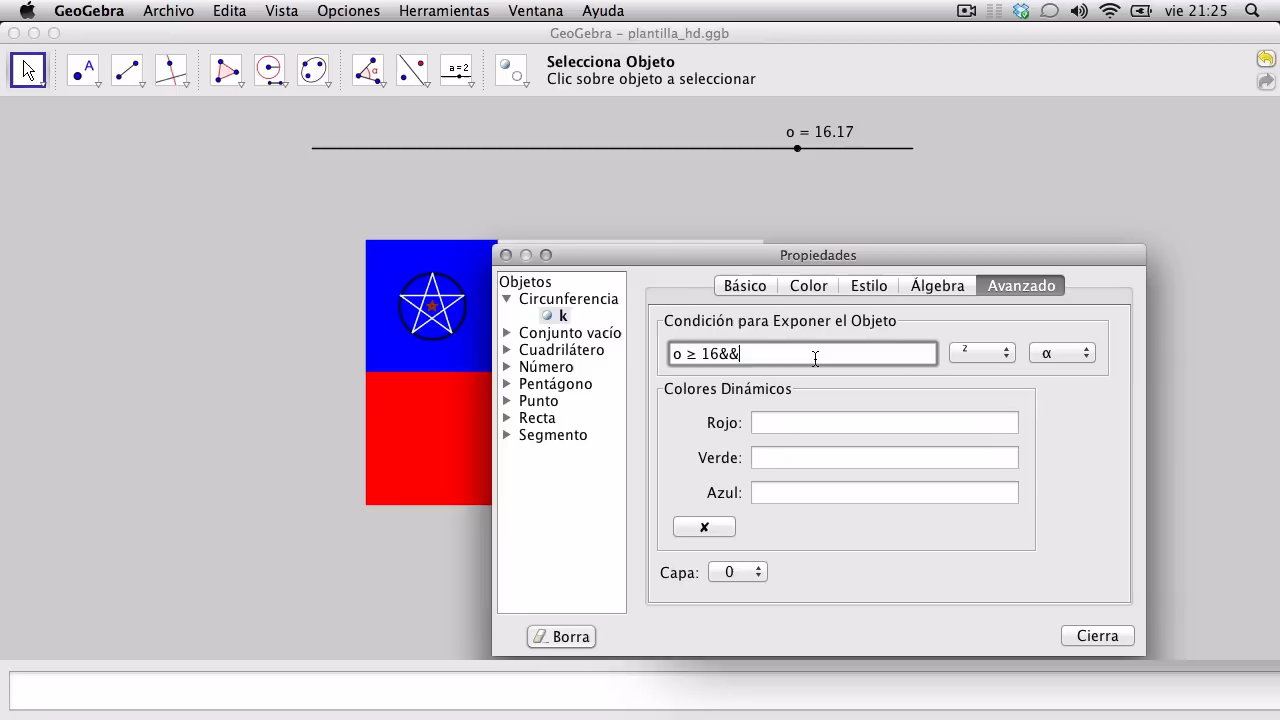 GeoGebra Archivo Edita Vista Opciones Herramientas Ventana Ayuda vie 21:25
GeoGebra - plantilla_hd.ggb
A
α
a=2
Selecciona Objeto
Clic sobre objeto a seleccionar
o = 16.17
Propiedades
Objetos
Circunferencia
k
Conjunto vacío
Cuadrilátero
Número
Pentágono
Punto
Recta
Segmento
Borra
Básico Color Estilo Álgebra Avanzado
Condición para Exponer el Objeto
o ≥ 16&& ² α
Colores Dinámicos
Rojo:
Verde:
Azul:
✘
Capa: 0
Cierra